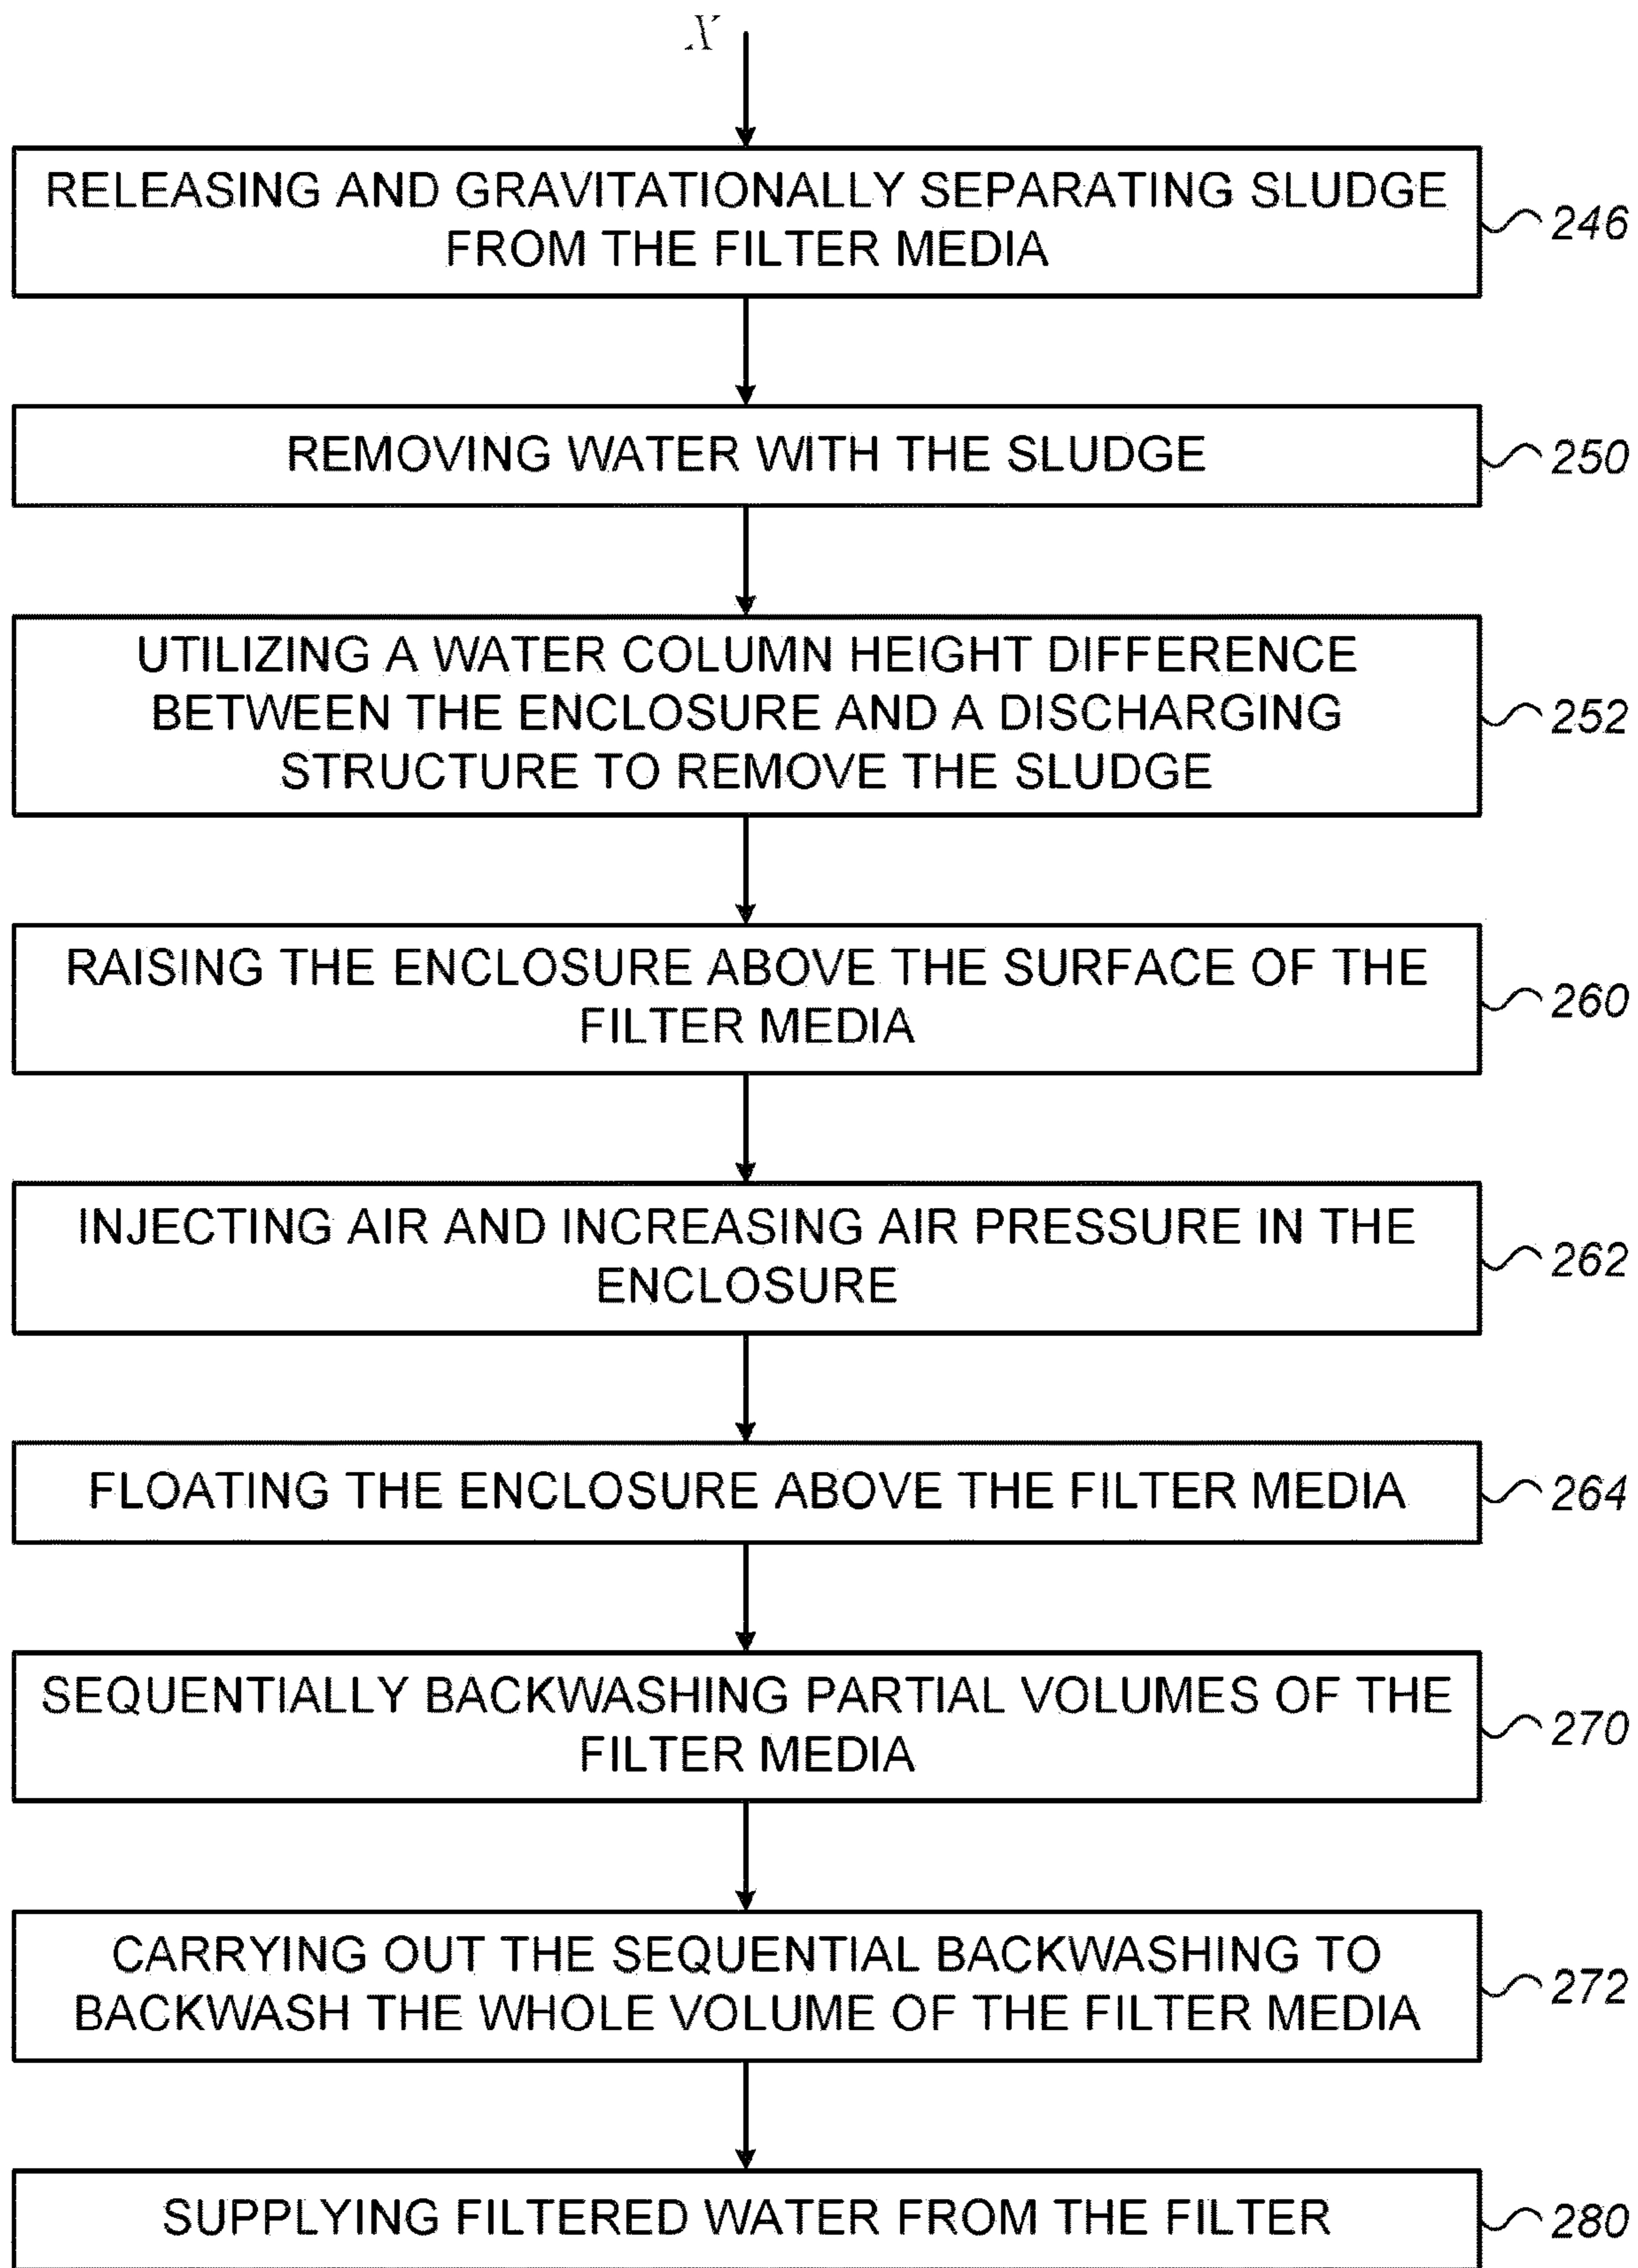 X
RELEASING AND GRAVITATIONALLY SEPARATING SLUDGE
FROM THE FILTER MEDIA
246
REMOVING WATER WITH THE SLUDGE
250
UTILIZING A WATER COLUMN HEIGHT DIFFERENCE
BETWEEN THE ENCLOSURE AND A DISCHARGING
STRUCTURE TO REMOVE THE SLUDGE
252
RAISING THE ENCLOSURE ABOVE THE SURFACE OF THE
FILTER MEDIA
260
INJECTING AIR AND INCREASING AIR PRESSURE IN THE
ENCLOSURE
262
FLOATING THE ENCLOSURE ABOVE THE FILTER MEDIA
264
SEQUENTIALLY BACKWASHING PARTIAL VOLUMES OF THE
FILTER MEDIA
270
CARRYING OUT THE SEQUENTIAL BACKWASHING TO
BACKWASH THE WHOLE VOLUME OF THE FILTER MEDIA
272
SUPPLYING FILTERED WATER FROM THE FILTER
280